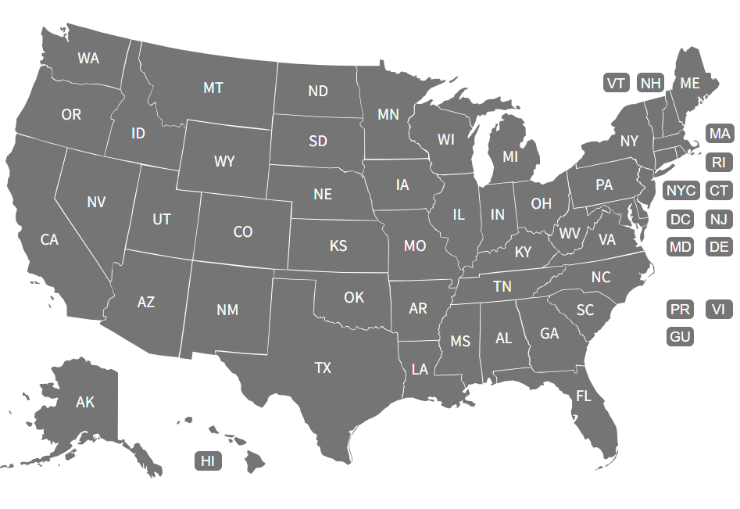 WA
MT
ND
MN
VT
NH
ME
OR
ID
SD
WI
NY
MA
WY
MI
RI
NV
NE
IA
PA
NYC
CT
UT
CO
IL
IN
OH
DC
NJ
CA
KS
MO
KY
WV
VA
MD
DE
AZ
NM
OK
AR
TN
NC
SC
PR
VI
TX
LA
MS
AL
GA
GU
AK
FL
HI